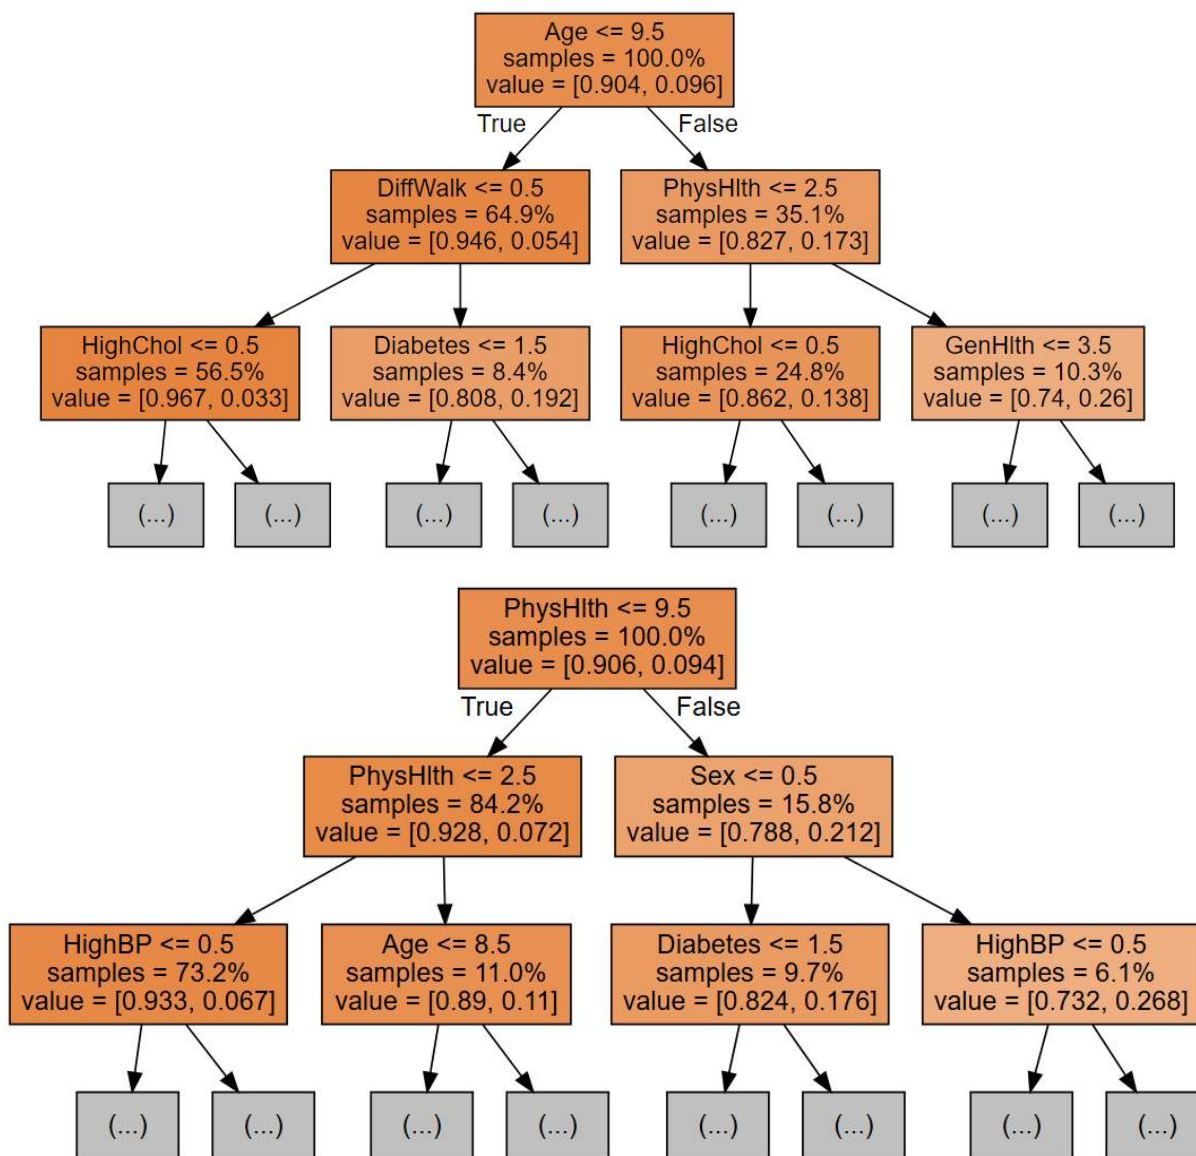 Age <= 9.5
samples = 100.0%
value = [0.904, 0.096]
True
False
DiffWalk <= 0.5
samples = 64.9%
value = [0.946, 0.054]
PhysHlth <= 2.5
samples = 35.1%
value = [0.827, 0.173]
HighChol <= 0.5
samples = 56.5%
value = [0.967, 0.033]
Diabetes <= 1.5
samples = 8.4%
value = [0.808, 0.192]
HighChol <= 0.5
samples = 24.8%
value = [0.862, 0.138]
GenHlth <= 3.5
samples = 10.3%
value = [0.74, 0.26]
(...)
(...)
(...)
(...)
(...)
(...)
(...)
(...)
PhysHlth <= 9.5
samples = 100.0%
value = [0.906, 0.094]
True
False
PhysHlth <= 2.5
samples = 84.2%
value = [0.928, 0.072]
Sex <= 0.5
samples = 15.8%
value = [0.788, 0.212]
HighBP <= 0.5
samples = 73.2%
value = [0.933, 0.067]
Age <= 8.5
samples = 11.0%
value = [0.89, 0.11]
Diabetes <= 1.5
samples = 9.7%
value = [0.824, 0.176]
HighBP <= 0.5
samples = 6.1%
value = [0.732, 0.268]
(...)
(...)
(...)
(...)
(...)
(...)
(...)
(...)